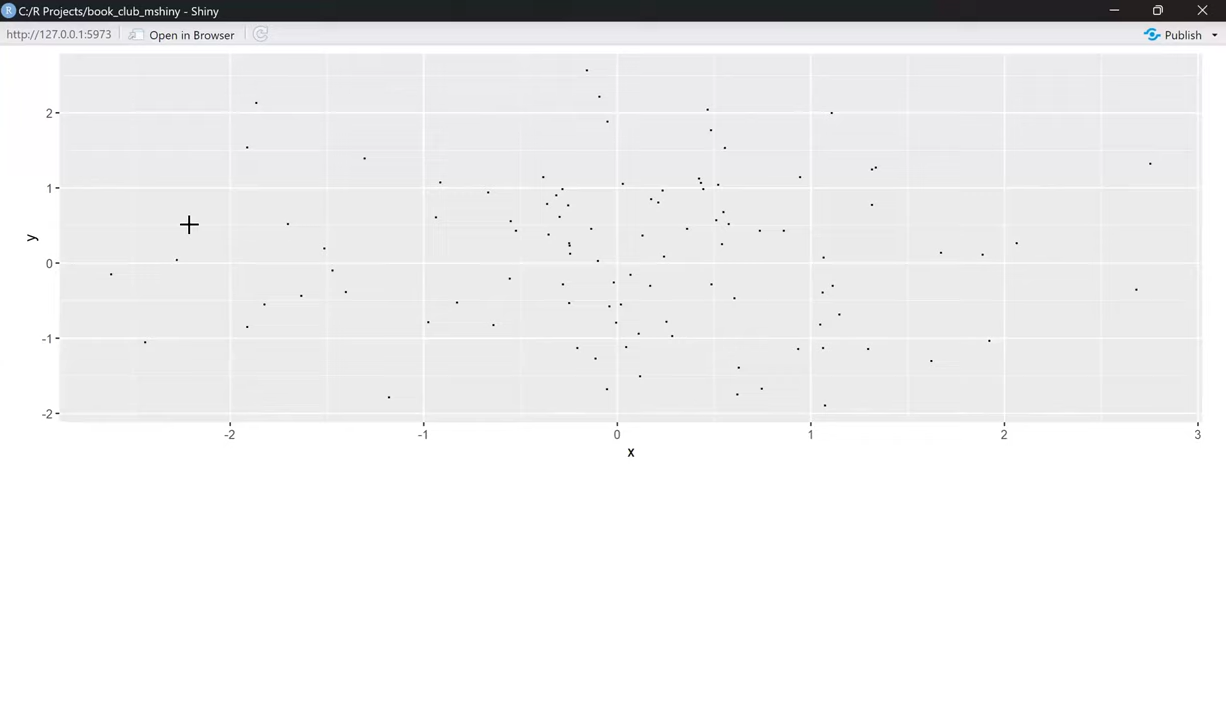 C:/R Projects/book_club_mshiny - Shiny
http://127.0.0.1:5973 Open in Browser Publish
2
1
y
0
-1
-2
-2 -1 0 1 2 3
x